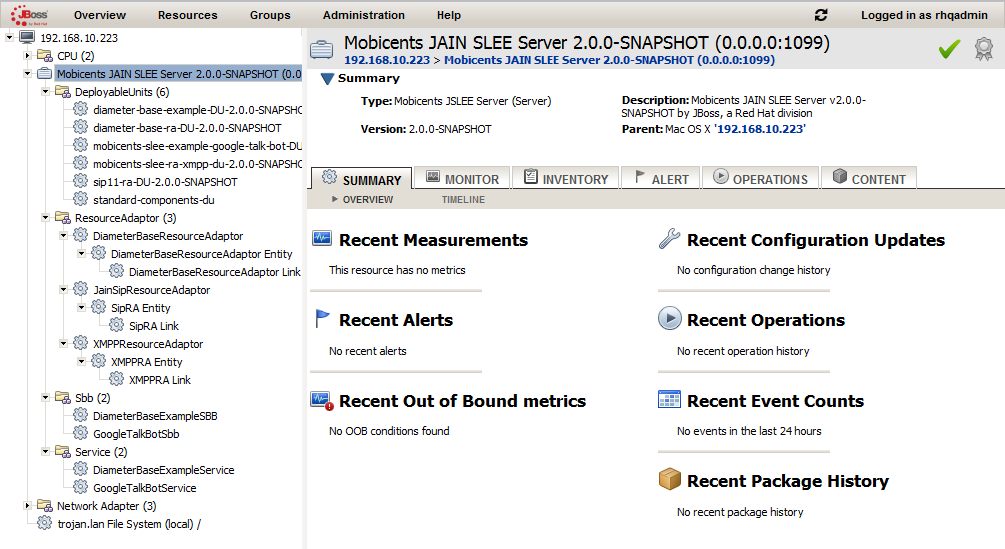 JBoss by Red Hat Overview Resources Groups Administration Help Logged in as rhqadmin
192.168.10.223
CPU (2)
Mobicents JAIN SLEE Server 2.0.0-SNAPSHOT (0.0
DeployableUnits (6)
diameter-base-example-DU-2.0.0-SNAPSHO
diameter-base-ra-DU-2.0.0-SNAPSHOT
mobicents-slee-example-google-talk-bot-DU
mobicents-slee-ra-xmpp-du-2.0.0-SNAPSHO
sip11-ra-DU-2.0.0-SNAPSHOT
standard-components-du
ResourceAdaptor (3)
DiameterBaseResourceAdaptor
DiameterBaseResourceAdaptor Entity
DiameterBaseResourceAdaptor Link
JainSipResourceAdaptor
SipRA Entity
SipRA Link
XMPPResourceAdaptor
XMPPRA Entity
XMPPRA Link
Sbb (2)
DiameterBaseExampleSBB
GoogleTalkBotSbb
Service (2)
DiameterBaseExampleService
GoogleTalkBotService
Network Adapter (3)
trojan.lan File System (local) /
Mobicents JAIN SLEE Server 2.0.0-SNAPSHOT (0.0.0.0:1099)
192.168.10.223 > Mobicents JAIN SLEE Server 2.0.0-SNAPSHOT (0.0.0.0:1099)
Summary
Type: Mobicents JSLEE Server (Server)
Description: Mobicents JAIN SLEE Server v2.0.0-
SNAPSHOT by JBoss, a Red Hat division
Version: 2.0.0-SNAPSHOT
Parent: Mac OS X '192.168.10.223'
SUMMARY MONITOR INVENTORY ALERT OPERATIONS CONTENT
OVERVIEW TIMELINE
Recent Measurements
This resource has no metrics
Recent Alerts
No recent alerts
Recent Out of Bound metrics
No OOB conditions found
Recent Configuration Updates
No configuration change history
Recent Operations
No recent operation history
Recent Event Counts
No events in the last 24 hours
Recent Package History
No recent package history